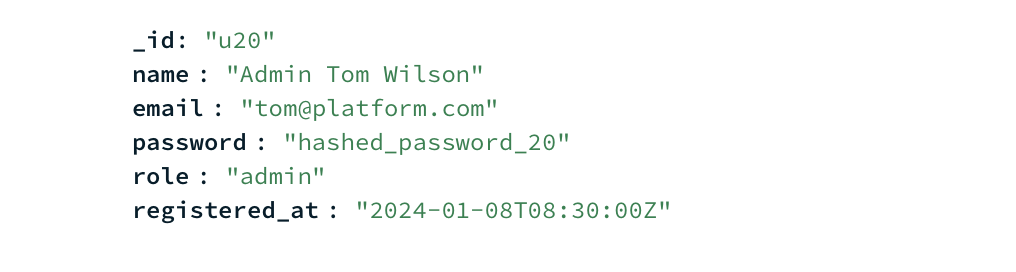 _id: "u20"
name : "Admin Tom Wilson"
email : "tom@platform.com"
password : "hashed_password_20"
role : "admin"
registered_at : "2024-01-08T08:30:00Z"